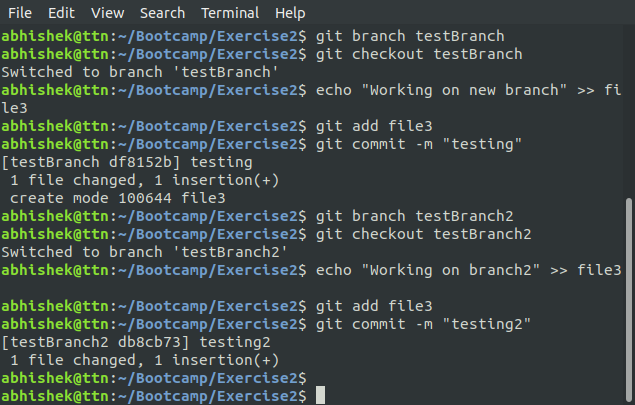 File Edit View Search Terminal Help
abhishek@ttn:~/Bootcamp/Exercise2$ git branch testBranch
abhishek@ttn:~/Bootcamp/Exercise2$ git checkout testBranch
Switched to branch 'testBranch'
abhishek@ttn:~/Bootcamp/Exercise2$ echo "Working on new branch" >> fi
le3
abhishek@ttn:~/Bootcamp/Exercise2$ git add file3
abhishek@ttn:~/Bootcamp/Exercise2$ git commit -m "testing"
[testBranch df8152b] testing
 1 file changed, 1 insertion(+)
 create mode 100644 file3
abhishek@ttn:~/Bootcamp/Exercise2$ git branch testBranch2
abhishek@ttn:~/Bootcamp/Exercise2$ git checkout testBranch2
Switched to branch 'testBranch2'
abhishek@ttn:~/Bootcamp/Exercise2$ echo "Working on branch2" >> file3
abhishek@ttn:~/Bootcamp/Exercise2$ git add file3
abhishek@ttn:~/Bootcamp/Exercise2$ git commit -m "testing2"
[testBranch2 db8cb73] testing2
 1 file changed, 1 insertion(+)
abhishek@ttn:~/Bootcamp/Exercise2$
abhishek@ttn:~/Bootcamp/Exercise2$